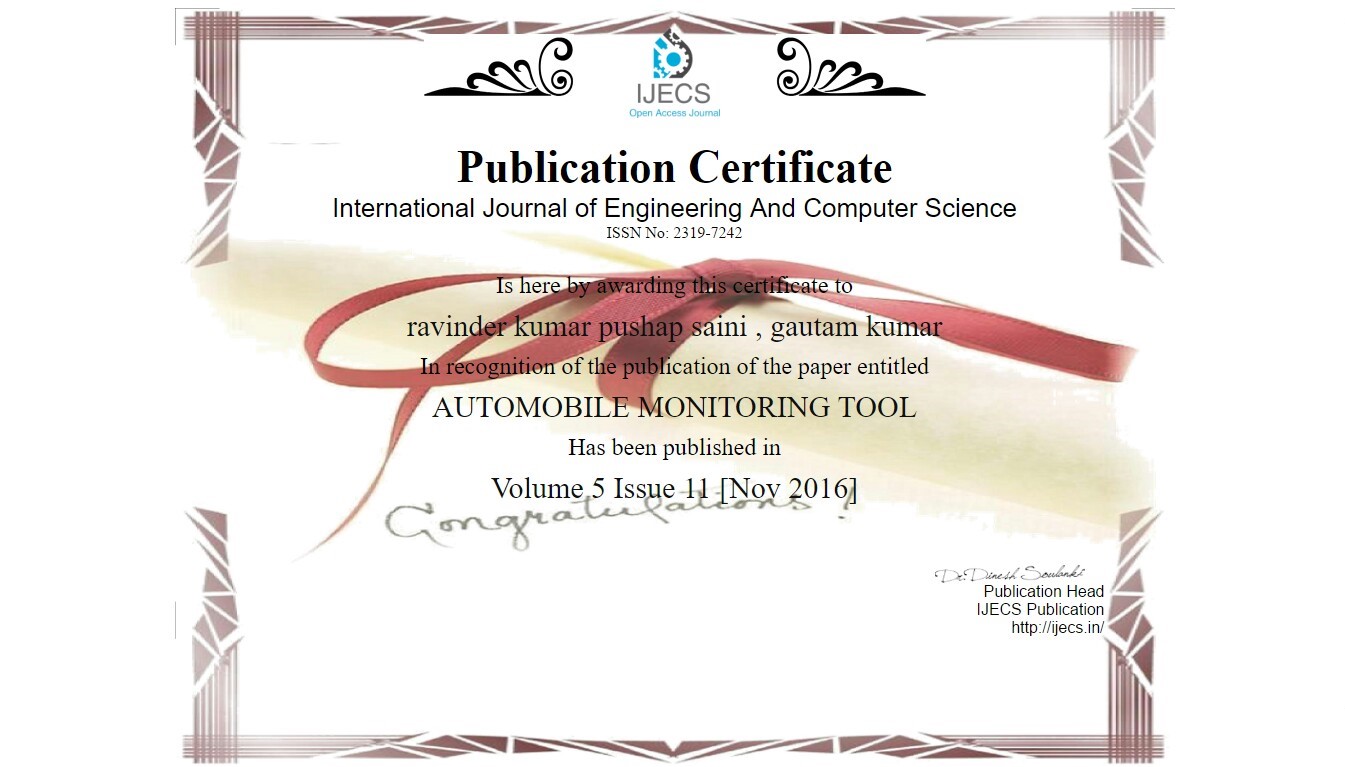 IJECS
Open Access Journal
Publication Certificate
International Journal of Engineering And Computer Science
ISSN No: 2319-7242
Is here by awarding this certificate to
ravinder kumar pushap saini , gautam kumar
In recognition of the publication of the paper entitled
AUTOMOBILE MONITORING TOOL
Has been published in
Volume 5 Issue 11 [Nov 2016]
Congratulations !
Dr. Dinesh Soulanki
Publication Head
IJECS Publication
http://ijecs.in/